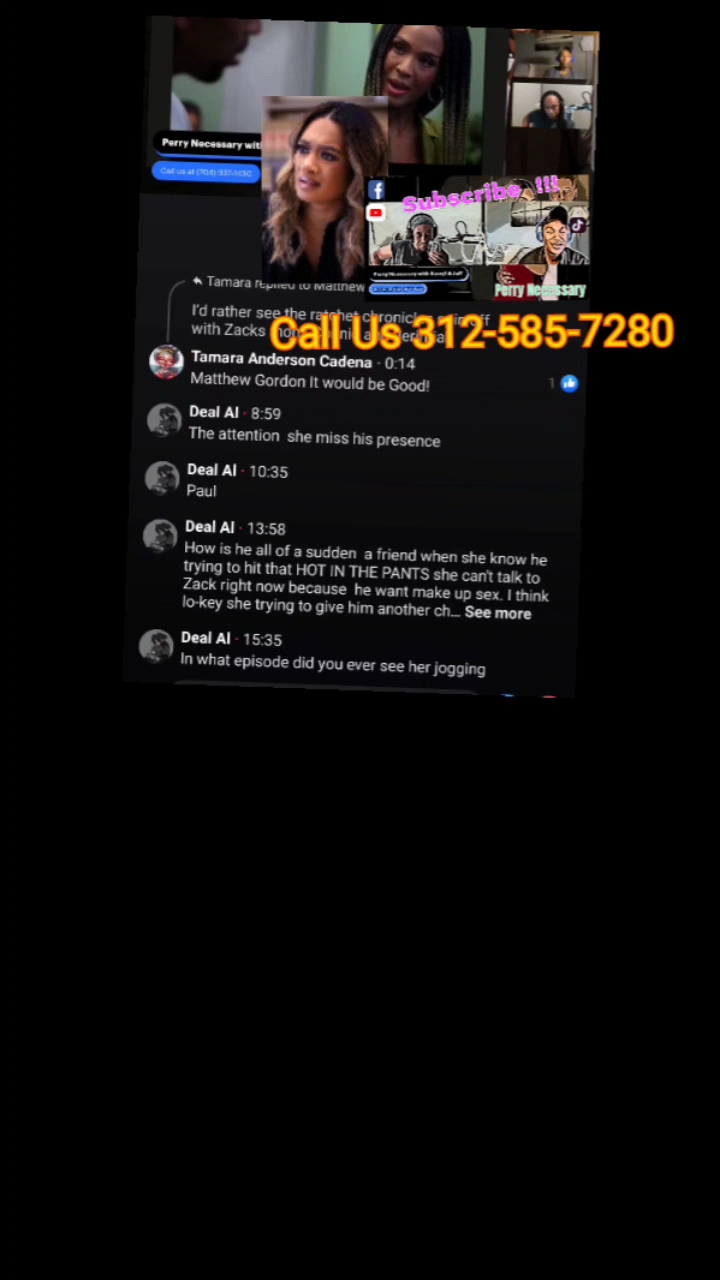 Perry Necessary with
Call us at (704) 931-1430
Subscribe !!!
Perry Necessary
Tamara replied to Matthew
I'd rather see the ratchet chronicles
with Zacks
Call Us 312-585-7280
Tamara Anderson Cadena · 0:14
Matthew Gordon It would be Good!
1
Deal Al · 8:59
The attention she miss his presence
Deal Al · 10:35
Paul
Deal Al · 13:58
How is he all of a sudden a friend when she know he
trying to hit that HOT IN THE PANTS she can't talk to
Zack right now because he want make up sex. I think
lo-key she trying to give him another ch... See more
Deal Al · 15:35
In what episode did you ever see her jogging